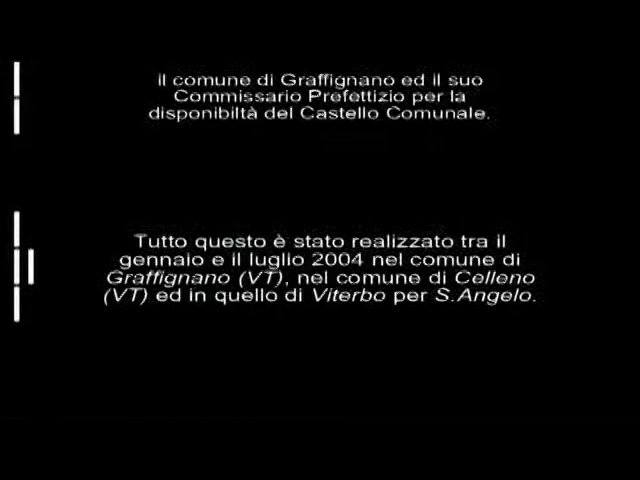 il comune di Graffignano ed il suo
Commissario Prefettizio per la
disponibiltà del Castello Comunale.
Tutto questo è stato realizzato tra il
gennaio e il luglio 2004 nel comune di
Graffignano (VT), nel comune di Celleno
(VT) ed in quello di Viterbo per S.Angelo.